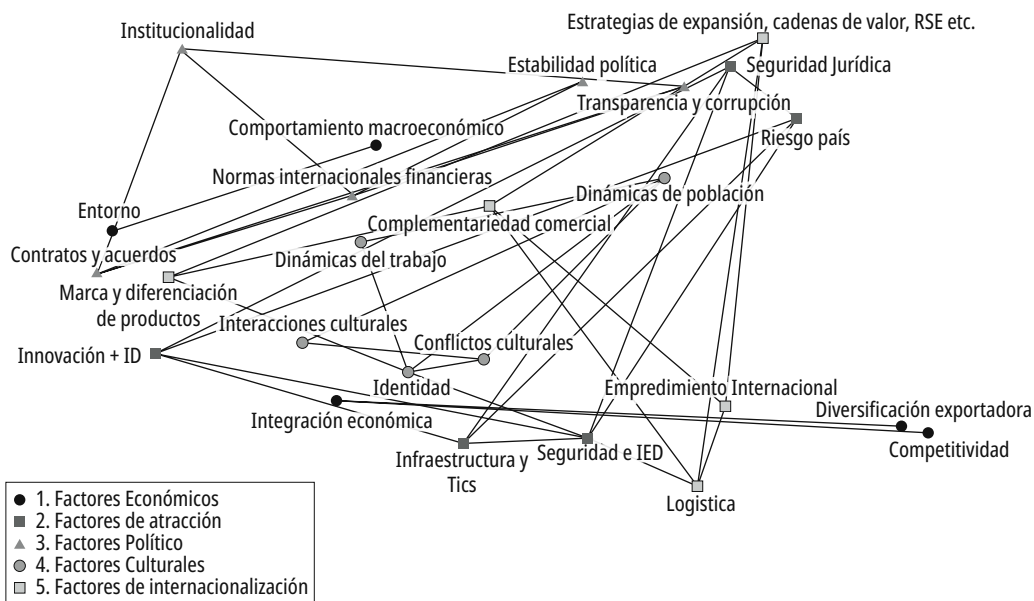 Estrategias de expansión, cadenas de valor, RSE etc.
Institucionalidad
Estabilidad política
Seguridad Jurídica
Transparencia y corrupción
Comportamiento macroeconómico
Riesgo país
Normas internacionales financieras
Dinámicas de población
Entorno
Complementariedad comercial
Contratos y acuerdos
Dinámicas del trabajo
Marca y diferenciación
de productos
Interacciones culturales
Conflictos culturales
Innovación + ID
Identidad
Empredimiento Internacional
Integración económica
Diversificación exportadora
Competitividad
Infraestructura y
Tics
Seguridad e IED
Logistica
1. Factores Económicos
2. Factores de atracción
3. Factores Político
4. Factores Culturales
5. Factores de internacionalización